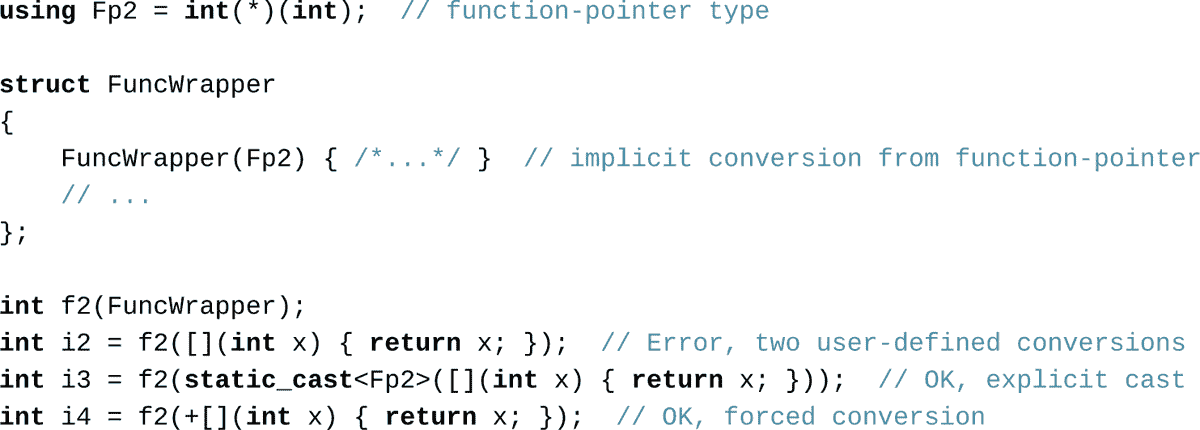 using Fp2 = int(*)(int);  // function-pointer type

struct FuncWrapper
{
    FuncWrapper(Fp2) { /*...*/ }  // implicit conversion from function-pointer
    // ...
};

int f2(FuncWrapper);
int i2 = f2([](int x) { return x; });  // Error, two user-defined conversions
int i3 = f2(static_cast<Fp2>([](int x) { return x; }));  // OK, explicit cast
int i4 = f2(+[](int x) { return x; });  // OK, forced conversion